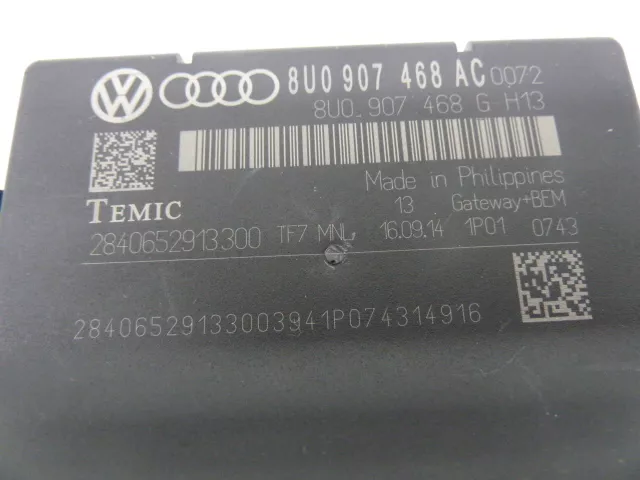 8U0 907 468 AC 0072
8U0 907 468 G H13
Made in Philippines
TEMIC 13 Gateway+BEM
2840652913300 TF7 MNL 16.09.14 1P01 0743
28406529133003941P074314916